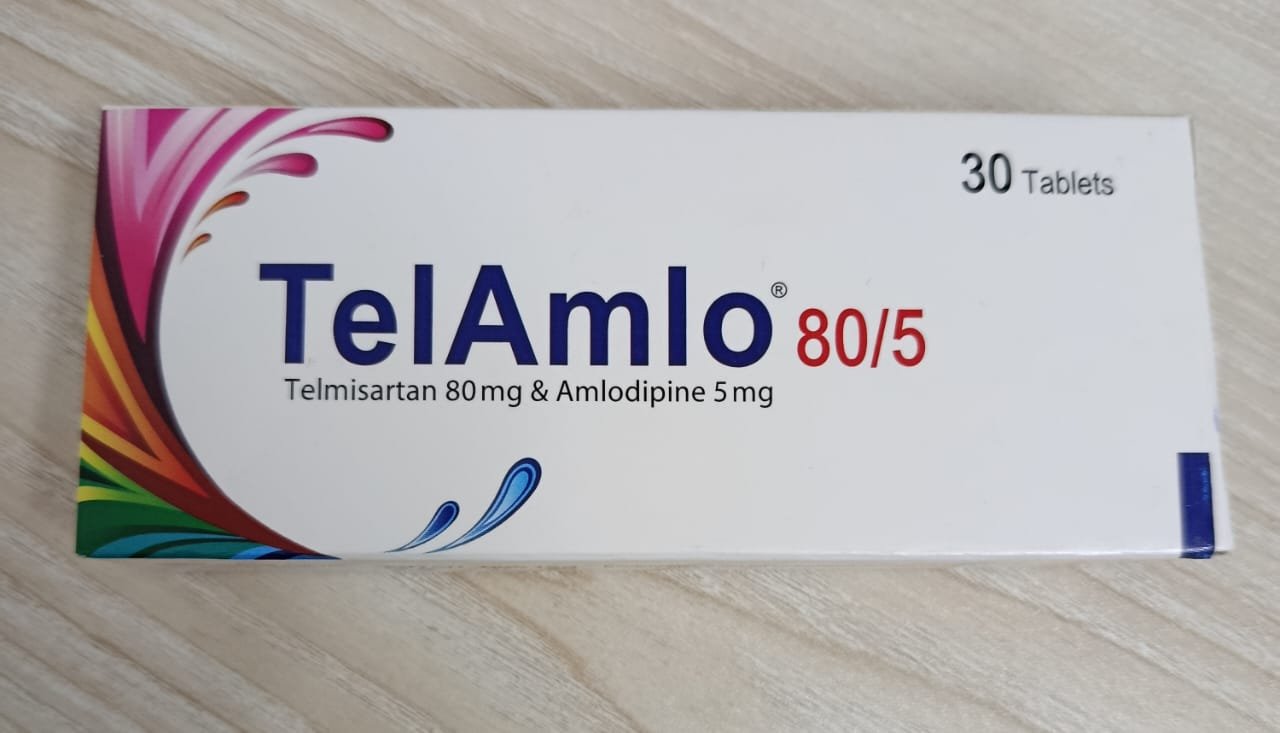 30 Tablets
TelAmlo® 80/5
Telmisartan 80 mg & Amlodipine 5 mg